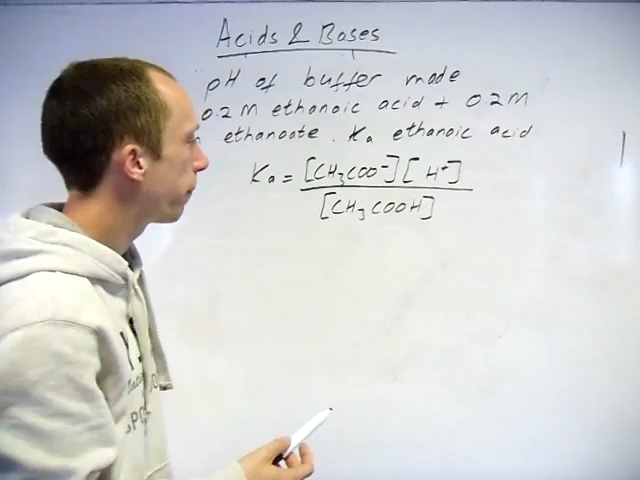 Acids & Bases
pH of buffer made
0.2M ethanoic acid + 0.2M
ethanoate. Ka ethanoic acid
Ka = [CH3COO-][H+]
[CH3COOH]